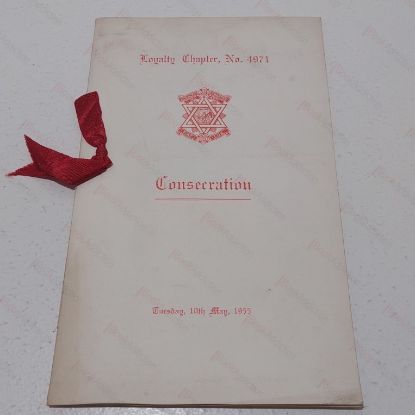 Loyalty Chapter, No. 4971
Consecration
Tuesday, 10th May, 1955